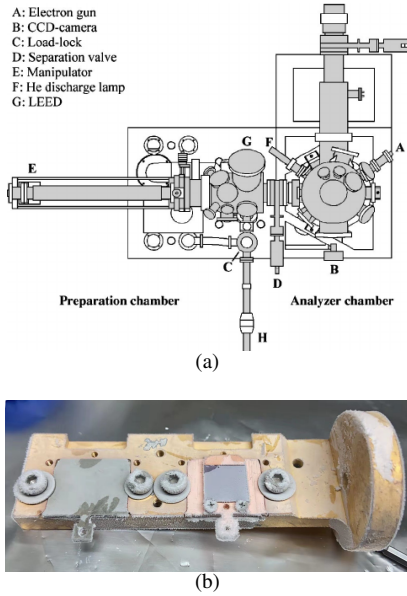 A: Electron gun
B: CCD-camera
C: Load-lock
D: Separation valve
E: Manipulator
F: He discharge lamp
G: LEED
G
F
A
E
C
D
B
Preparation chamber
Analyzer chamber
H
(a)
(b)